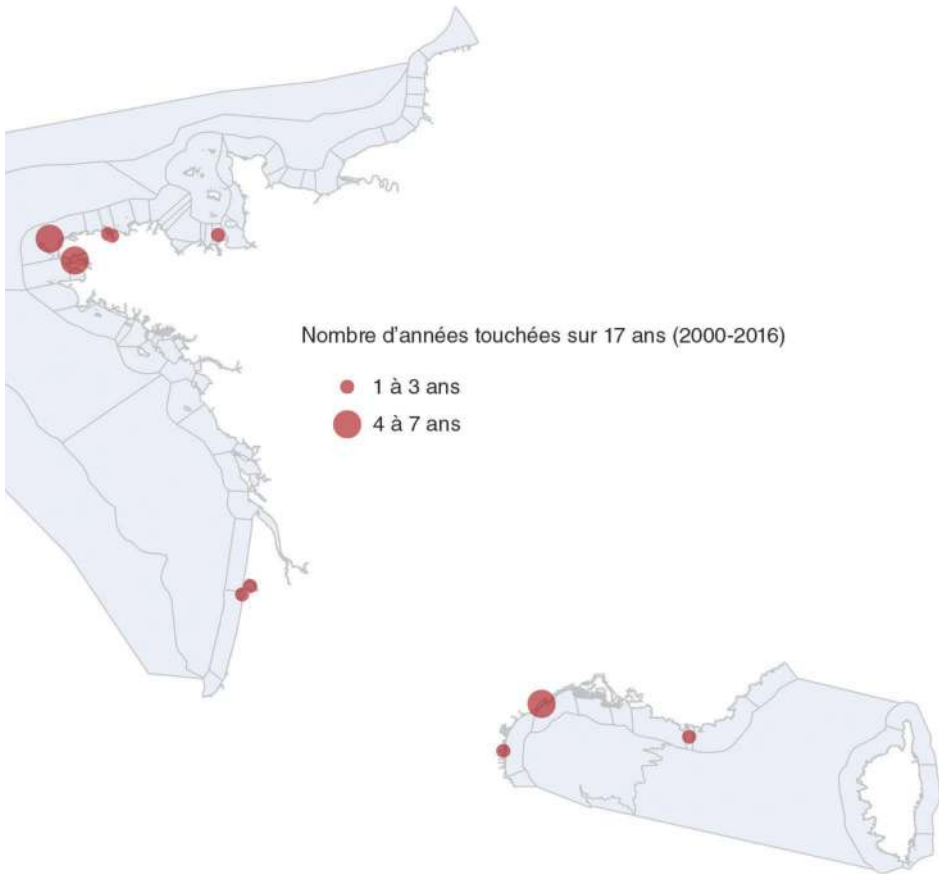 Nombre d'années touchées sur 17 ans (2000-2016)
1 à 3 ans
4 à 7 ans